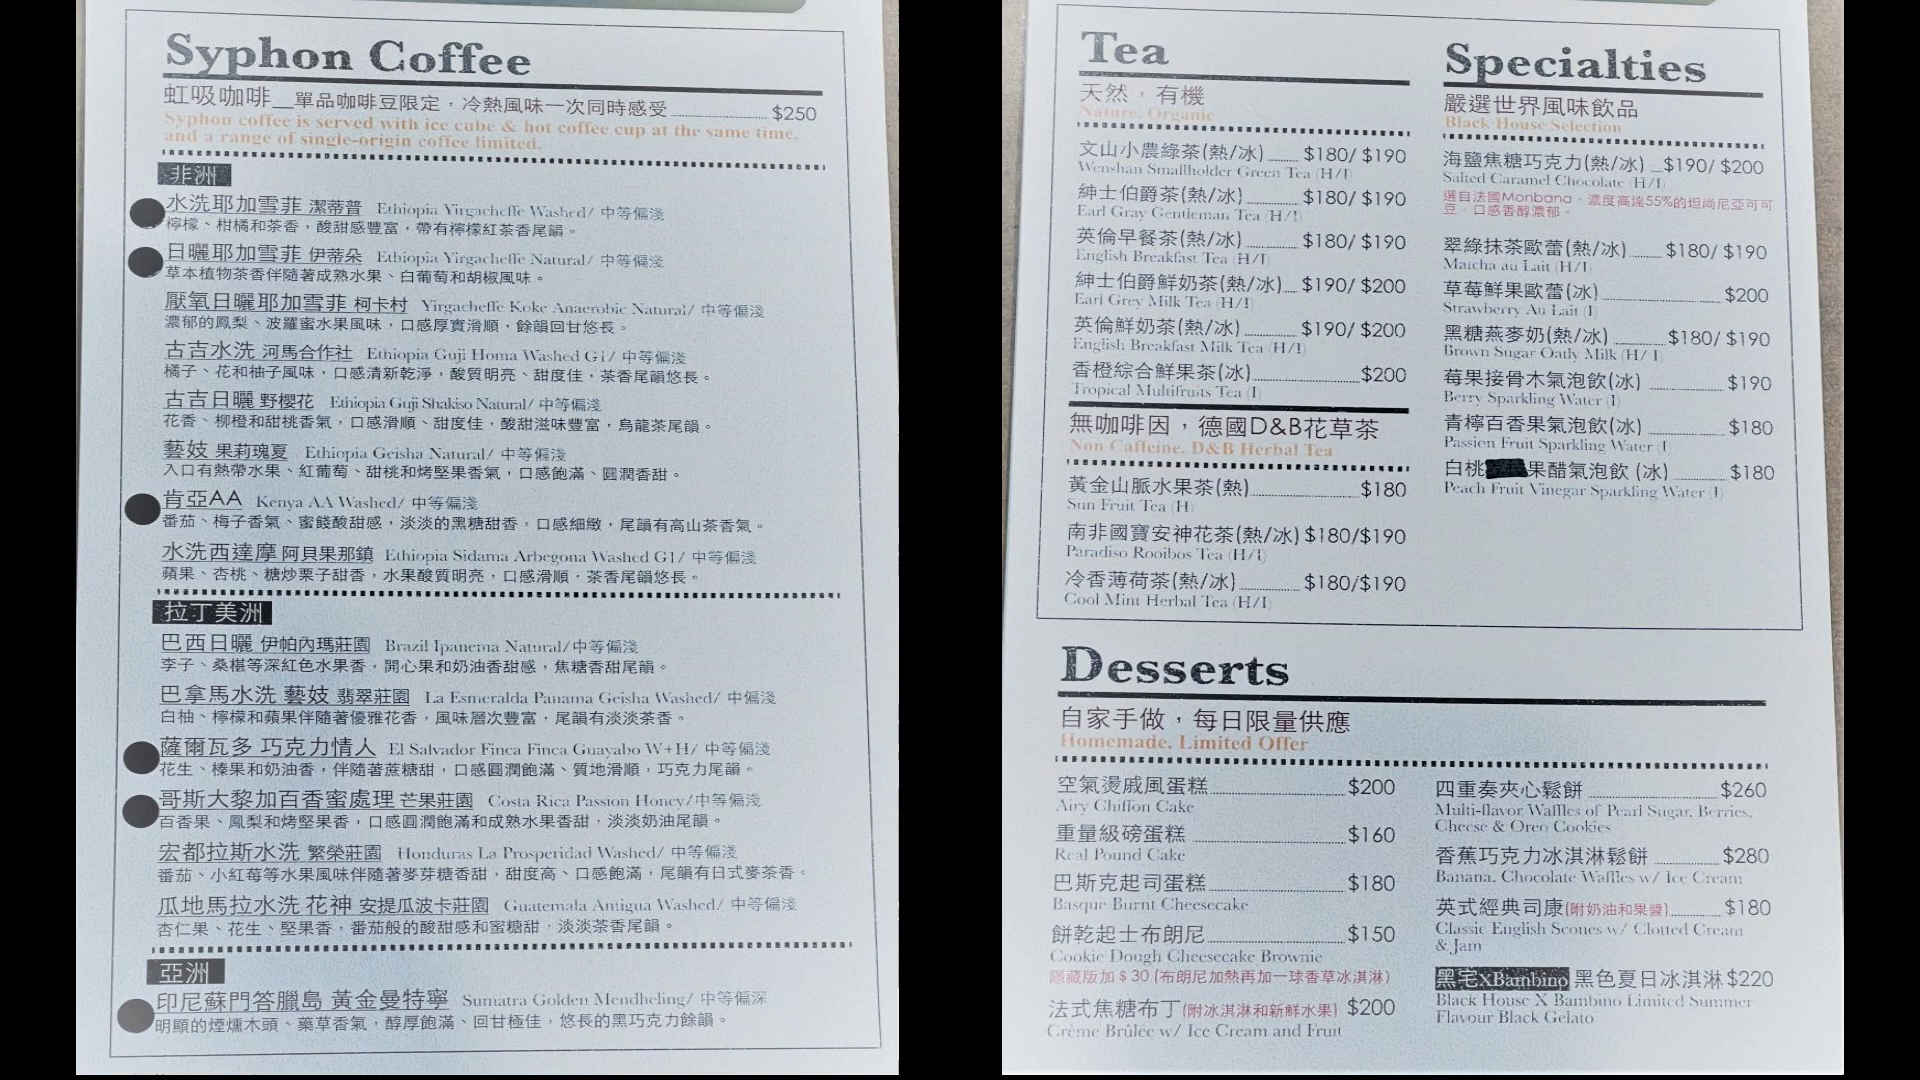 Syphon Coffee
虹吸咖啡__單品咖啡豆限定，冷熱風味一次同時感受 $250
Syphon coffee is served with ice cube & hot coffee cup at the same time,
and a range of single-origin coffee limited.
非洲
水洗耶加雪菲 潔蒂普 Ethiopia Yirgacheffe Washed/ 中等偏淺
檸檬、柑橘和茶香，酸甜感豐富，帶有檸檬紅茶香尾韻。
日曬耶加雪菲 伊蒂朵 Ethiopia Yirgacheffe Natural/ 中等偏淺
草本植物茶香伴隨著成熟水果、白葡萄和胡椒風味。
厭氧日曬耶加雪菲 柯卡村 Yirgacheffe Koke Anaerobic Natural/ 中等偏淺
濃郁的鳳梨、波羅蜜水果風味，口感厚實滑順，餘韻回甘悠長。
古吉水洗 河馬合作社 Ethiopia Guji Homa Washed G1/ 中等偏淺
橘子、花和柚子風味，口感清新乾淨，酸質明亮、甜度佳，茶香尾韻悠長。
古吉日曬 野櫻花 Ethiopia Guji Shakiso Natural/ 中等偏淺
花香、柳橙和甜桃香氣，口感滑順、甜度佳，酸甜滋味豐富，烏龍茶尾韻。
藝妓 果莉瑰夏 Ethiopia Geisha Natural/ 中等偏淺
入口有熱帶水果、紅葡萄、甜桃和烤堅果香氣，口感飽滿、圓潤香甜。
肯亞AA Kenya AA Washed/ 中等偏淺
番茄、梅子香氣、蜜餞酸甜感，淡淡的黑糖甜香，口感細緻，尾韻有高山茶香氣。
水洗西達摩 阿貝果那鎮 Ethiopia Sidama Arbegona Washed G1/ 中等偏淺
蘋果、杏桃、糖炒栗子甜香，水果酸質明亮，口感滑順，茶香尾韻悠長。
拉丁美洲
巴西日曬 伊帕內瑪莊園 Brazil Ipanema Natural/中等偏淺
李子、桑椹等深紅色水果香，開心果和奶油香甜感，焦糖香甜尾韻。
巴拿馬水洗 藝妓 翡翠莊園 La Esmeralda Panama Geisha Washed/ 中偏淺
白柚、檸檬和蘋果伴隨著優雅花香，風味層次豐富，尾韻有淡淡茶香。
薩爾瓦多 巧克力情人 El Salvador Finca Finca Guayabo W+H/ 中等偏淺
花生、榛果和奶油香，伴隨著蔗糖甜，口感圓潤飽滿、質地滑順，巧克力尾韻。
哥斯大黎加百香蜜處理 芒果莊園 Costa Rica Passion Honey/中等偏淺
百香果、鳳梨和烤堅果香，口感圓潤飽滿和成熟水果香甜，淡淡奶油尾韻。
宏都拉斯水洗 繁榮莊園 Honduras La Prosperidad Washed/ 中等偏淺
番茄、小紅莓等水果風味伴隨著麥芽糖香甜，甜度高、口感飽滿，尾韻有日式麥茶香。
瓜地馬拉水洗 花神 安提瓜波卡莊園 Guatemala Antigua Washed/ 中等偏淺
杏仁果、花生、堅果香，番茄般的酸甜感和蜜糖甜，淡淡茶香尾韻。
亞洲
印尼蘇門答臘島 黃金曼特寧 Sumatra Golden Mendheling/ 中等偏深
明顯的煙燻木頭、藥草香氣，醇厚飽滿、回甘極佳，悠長的黑巧克力餘韻。
Tea
天然，有機
Nature, Organic
文山小農綠茶(熱/冰) $180/ $190
Wenshan Smallholder Green Tea (H/I)
紳士伯爵茶(熱/冰) $180/ $190
Earl Gray Gentleman Tea (H/I)
英倫早餐茶(熱/冰) $180/ $190
English Breakfast Tea (H/I)
紳士伯爵鮮奶茶(熱/冰) $190/ $200
Earl Grey Milk Tea (H/I)
英倫鮮奶茶(熱/冰) $190/ $200
English Breakfast Milk Tea (H/I)
香橙綜合鮮果茶(冰) $200
Tropical Multifruits Tea (I)
無咖啡因，德國D&B花草茶
Non Caffeine, D&B Herbal Tea
黃金山脈水果茶(熱) $180
Sun Fruit Tea (H)
南非國寶安神花茶(熱/冰) $180/$190
Paradiso Rooibos Tea (H/I)
冷香薄荷茶(熱/冰) $180/$190
Cool Mint Herbal Tea (H/I)
Specialties
嚴選世界風味飲品
Black House Selection
海鹽焦糖巧克力(熱/冰) $190/ $200
Salted Caramel Chocolate (H/I)
選自法國Monbana、濃度高達55%的坦尚尼亞可可
豆，口感香醇濃郁。
翠綠抹茶歐蕾(熱/冰) $180/ $190
Matcha au Lait (H/I)
草莓鮮果歐蕾(冰) $200
Strawberry Au Lait (I)
黑糖燕麥奶(熱/冰) $180/ $190
Brown Sugar Oatly Milk (H/ I)
莓果接骨木氣泡飲(冰) $190
Berry Sparkling Water (I)
青檸百香果氣泡飲(冰) $180
Passion Fruit Sparkling Water (I
白桃果醋氣泡飲 (冰) $180
Peach Fruit Vinegar Sparkling Water (I)
Desserts
自家手做，每日限量供應
Homemade, Limited Offer
空氣燙戚風蛋糕 $200
Airy Chiffon Cake
重量級磅蛋糕 $160
Real Pound Cake
巴斯克起司蛋糕 $180
Basque Burnt Cheesecake
餅乾起士布朗尼 $150
Cookie Dough Cheesecake Brownie
隱藏版加＄30 (布朗尼加熱再加一球香草冰淇淋)
法式焦糖布丁(附冰淇淋和新鮮水果) $200
Crème Brûlée w/ Ice Cream and Fruit
四重奏夾心鬆餅 $260
Multi-flavor Waffles of Pearl Sugar, Berries,
Cheese & Oreo Cookies
香蕉巧克力冰淇淋鬆餅 $280
Banana, Chocolate Waffles w/ Ice Cream
英式經典司康(附奶油和果醬) $180
Classic English Scones w/ Clotted Cream
& Jam
黑宅XBambino 黑色夏日冰淇淋 $220
Black House X Bambino Limited Summer
Flavour Black Gelato